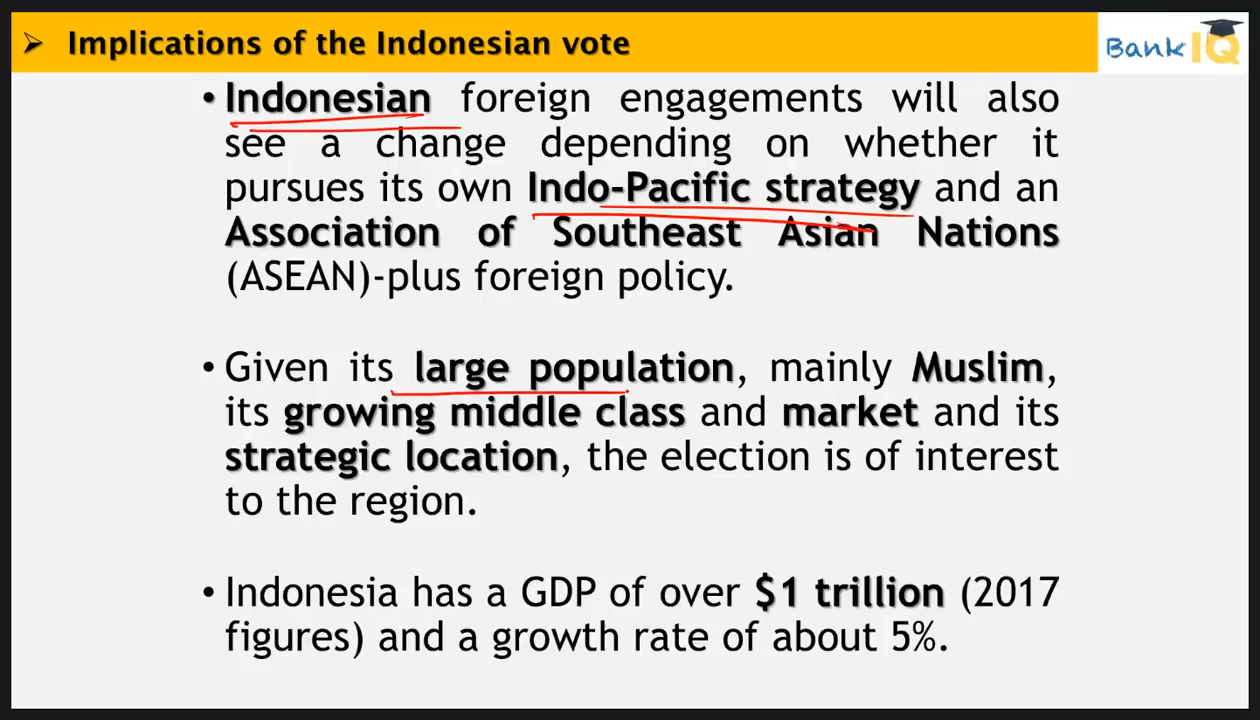 ➢ Implications of the Indonesian vote
Bank IQ
• Indonesian foreign engagements will also
see a change depending on whether it
pursues its own Indo-Pacific strategy and an
Association of Southeast Asian Nations
(ASEAN)-plus foreign policy.
• Given its large population, mainly Muslim,
its growing middle class and market and its
strategic location, the election is of interest
to the region.
• Indonesia has a GDP of over $1 trillion (2017
figures) and a growth rate of about 5%.